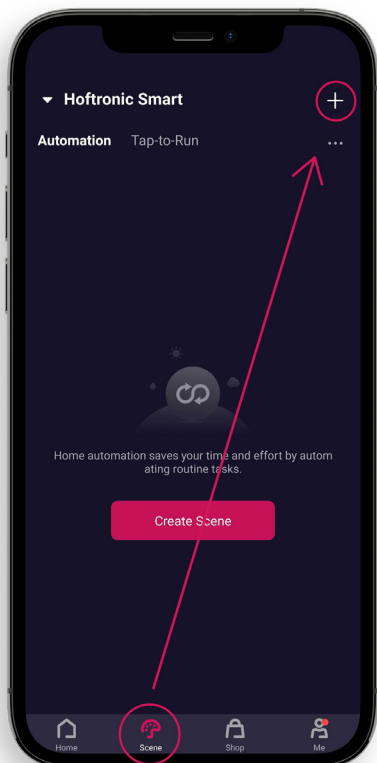 Hoftronic Smart
Automation Tap-to-Run
Home automation saves your time and effort by autom
ating routine tasks.
Create Scene
Home Scene Shop Me